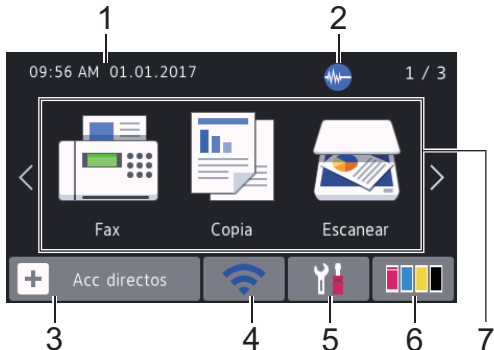 1 2
09:56 AM 01.01.2017 1 / 3
Fax Copia Escanear
+ Acc directos
3 4 5 6 7